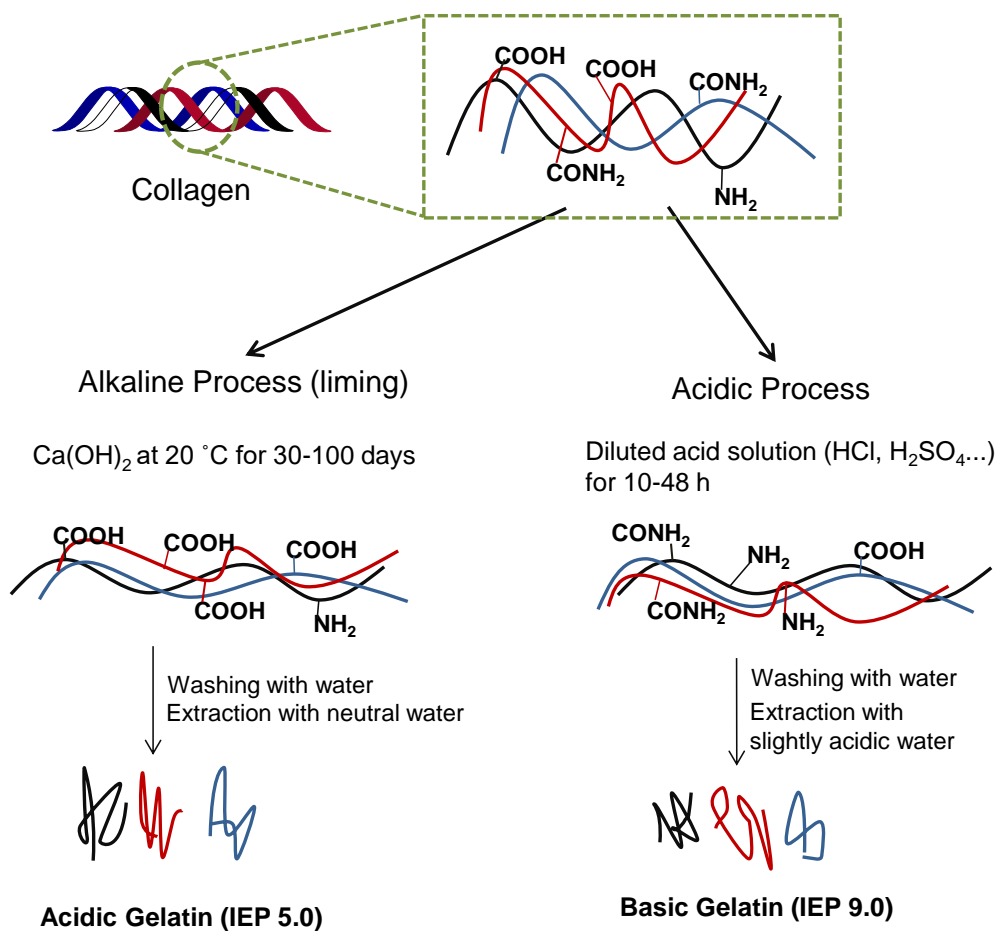 COOH
COOH
CONH₂
CONH₂
NH₂
Collagen
Alkaline Process (liming)
Acidic Process
Ca(OH)₂ at 20 ˚C for 30-100 days
Diluted acid solution (HCl, H₂SO₄...)
for 10-48 h
COOH
COOH
COOH
COOH
NH₂
CONH₂
NH₂
COOH
CONH₂
NH₂
Washing with water
Extraction with neutral water
Washing with water
Extraction with
slightly acidic water
Acidic Gelatin (IEP 5.0)
Basic Gelatin (IEP 9.0)